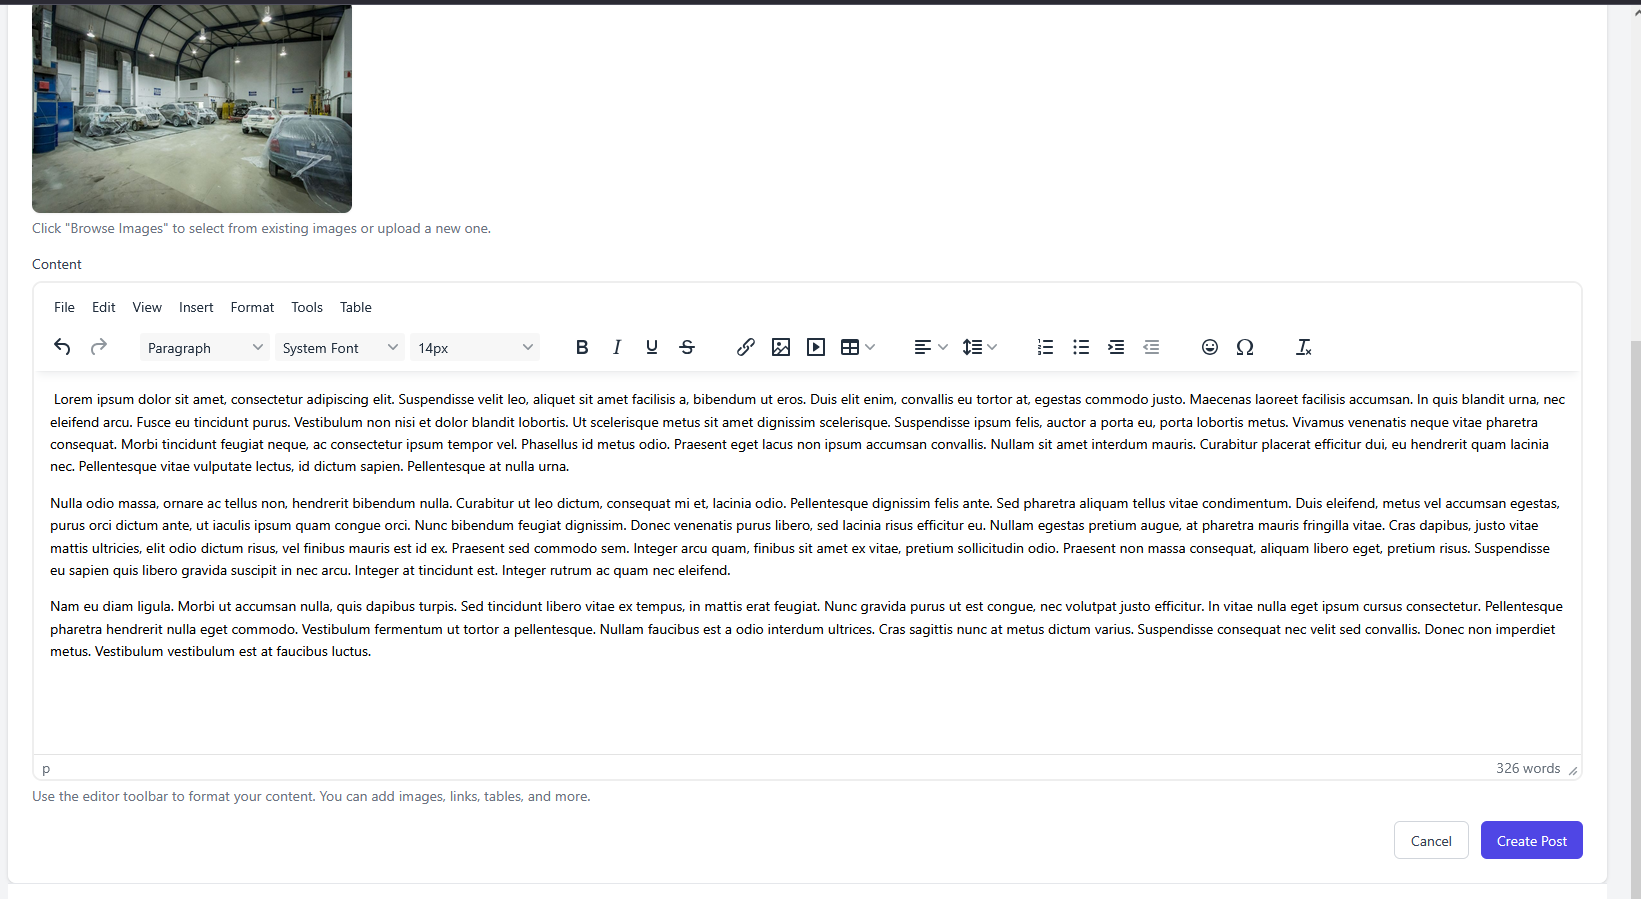 Click "Browse Images" to select from existing images or upload a new one.
Content
File Edit View Insert Format Tools Table
Paragraph System Font 14px
Lorem ipsum dolor sit amet, consectetur adipiscing elit. Suspendisse velit leo, aliquet sit amet facilisis a, bibendum ut eros. Duis elit enim, convallis eu tortor at, egestas commodo justo. Maecenas laoreet facilisis accumsan. In quis blandit urna, nec
eleifend arcu. Fusce eu tincidunt purus. Vestibulum non nisi et dolor blandit lobortis. Ut scelerisque metus sit amet dignissim scelerisque. Suspendisse ipsum felis, auctor a porta eu, porta lobortis metus. Vivamus venenatis neque vitae pharetra
consequat. Morbi tincidunt feugiat neque, ac consectetur ipsum tempor vel. Phasellus id metus odio. Praesent eget lacus non ipsum accumsan convallis. Nullam sit amet interdum mauris. Curabitur placerat efficitur dui, eu hendrerit quam lacinia
nec. Pellentesque vitae vulputate lectus, id dictum sapien. Pellentesque at nulla urna.
Nulla odio massa, ornare ac tellus non, hendrerit bibendum nulla. Curabitur ut leo dictum, consequat mi et, lacinia odio. Pellentesque dignissim felis ante. Sed pharetra aliquam tellus vitae condimentum. Duis eleifend, metus vel accumsan egestas,
purus orci dictum ante, ut iaculis ipsum quam congue orci. Nunc bibendum feugiat dignissim. Donec venenatis purus libero, sed lacinia risus efficitur eu. Nullam egestas pretium augue, at pharetra mauris fringilla vitae. Cras dapibus, justo vitae
mattis ultricies, elit odio dictum risus, vel finibus mauris est id ex. Praesent sed commodo sem. Integer arcu quam, finibus sit amet ex vitae, pretium sollicitudin odio. Praesent non massa consequat, aliquam libero eget, pretium risus. Suspendisse
eu sapien quis libero gravida suscipit in nec arcu. Integer at tincidunt est. Integer rutrum ac quam nec eleifend.
Nam eu diam ligula. Morbi ut accumsan nulla, quis dapibus turpis. Sed tincidunt libero vitae ex tempus, in mattis erat feugiat. Nunc gravida purus ut est congue, nec volutpat justo efficitur. In vitae nulla eget ipsum cursus consectetur. Pellentesque
pharetra hendrerit nulla eget commodo. Vestibulum fermentum ut tortor a pellentesque. Nullam faucibus est a odio interdum ultrices. Cras sagittis nunc at metus dictum varius. Suspendisse consequat nec velit sed convallis. Donec non imperdiet
metus. Vestibulum vestibulum est at faucibus luctus.
p 326 words
Use the editor toolbar to format your content. You can add images, links, tables, and more.
Cancel Create Post